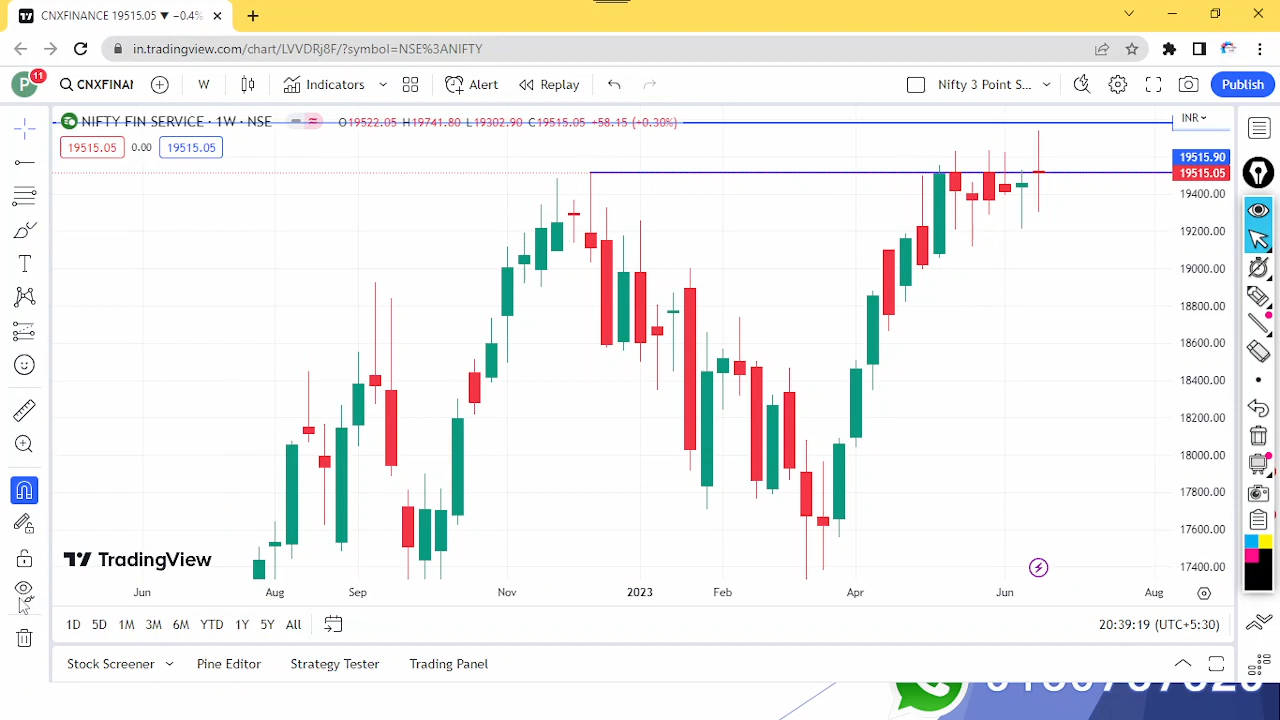 CNXFINANCE 19515.05 ▼ −0.4%
in.tradingview.com/chart/LVVDRj8F/?symbol=NSE%3ANIFTY
P 11 CNXFINAI W Indicators Alert Replay Nifty 3 Point S... Publish
NIFTY FIN SERVICE · 1W · NSE O19522.05 H19741.80 L19302.90 C19515.05 +58.15 (+0.30%) INR
19515.05 0.00 19515.05
19515.90
19515.05
19400.00
19200.00
19000.00
18800.00
18600.00
18400.00
18200.00
18000.00
17800.00
17600.00
17400.00
TradingView
Jun Aug Sep Nov 2023 Feb Apr Jun Aug
1D 5D 1M 3M 6M YTD 1Y 5Y All 20:39:19 (UTC+5:30)
Stock Screener Pine Editor Strategy Tester Trading Panel